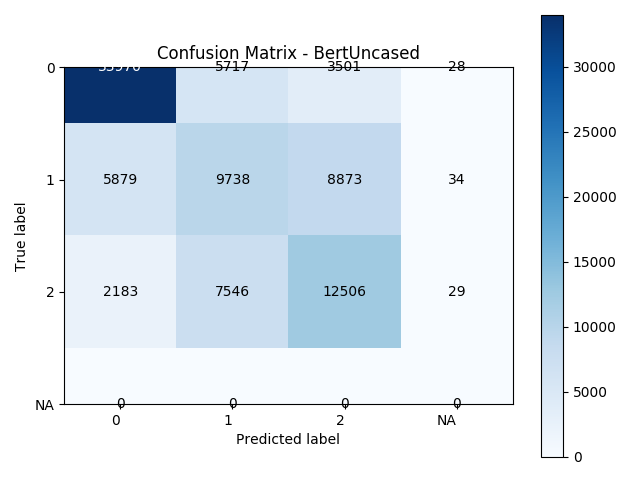 Confusion Matrix - BertUncased
0 5717 3501 28
1 5879 9738 8873 34
2 2183 7546 12506 29
NA 0 0 0
0 1 2 NA
Predicted label
True label
30000
25000
20000
15000
10000
5000
0